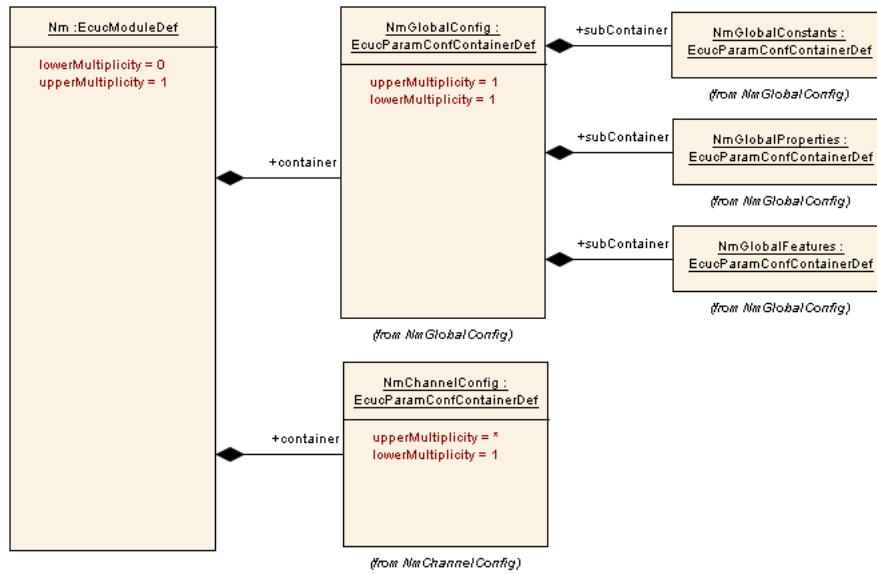 Nm :EcucModuleDef
lowerMultiplicity = 0
upperMultiplicity = 1
+container
+container
NmGlobalConfig :
EcucParamConfContainerDef
upperMultiplicity = 1
lowerMultiplicity = 1
(from NmGlobalConfig)
NmChannelConfig :
EcucParamConfContainerDef
upperMultiplicity = *
lowerMultiplicity = 1
(from NmChannelConfig)
+subContainer
NmGlobalConstants :
EcucParamConfContainerDef
(from NmGlobalConfig)
+subContainer
NmGlobalProperties :
EcucParamConfContainerDef
(from NmGlobalConfig)
+subContainer
NmGlobalFeatures :
EcucParamConfContainerDef
(from NmGlobalConfig)